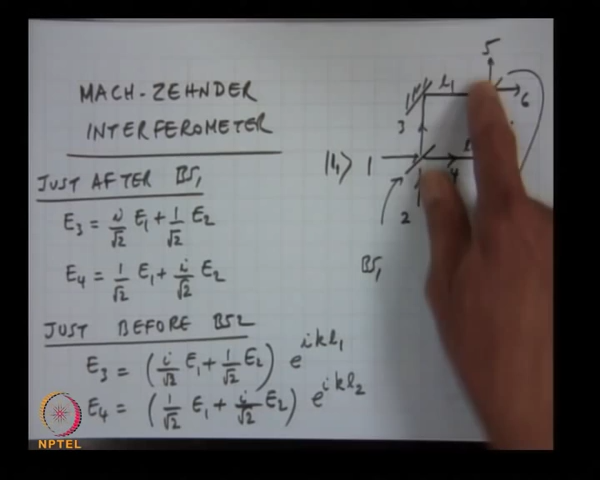 MACH-ZEHNDER
INTERFEROMETER
JUST AFTER BS₁
E₃ = i/√2 E₁ + 1/√2 E₂
E₄ = 1/√2 E₁ + i/√2 E₂
JUST BEFORE BS2
E₃ = (i/√2 E₁ + 1/√2 E₂) e^{ikl₁}
E₄ = (1/√2 E₁ + i/√2 E₂) e^{ikl₂}
5
l₁
6
3
|1₁⟩ 1
4
2
BS₁
NPTEL